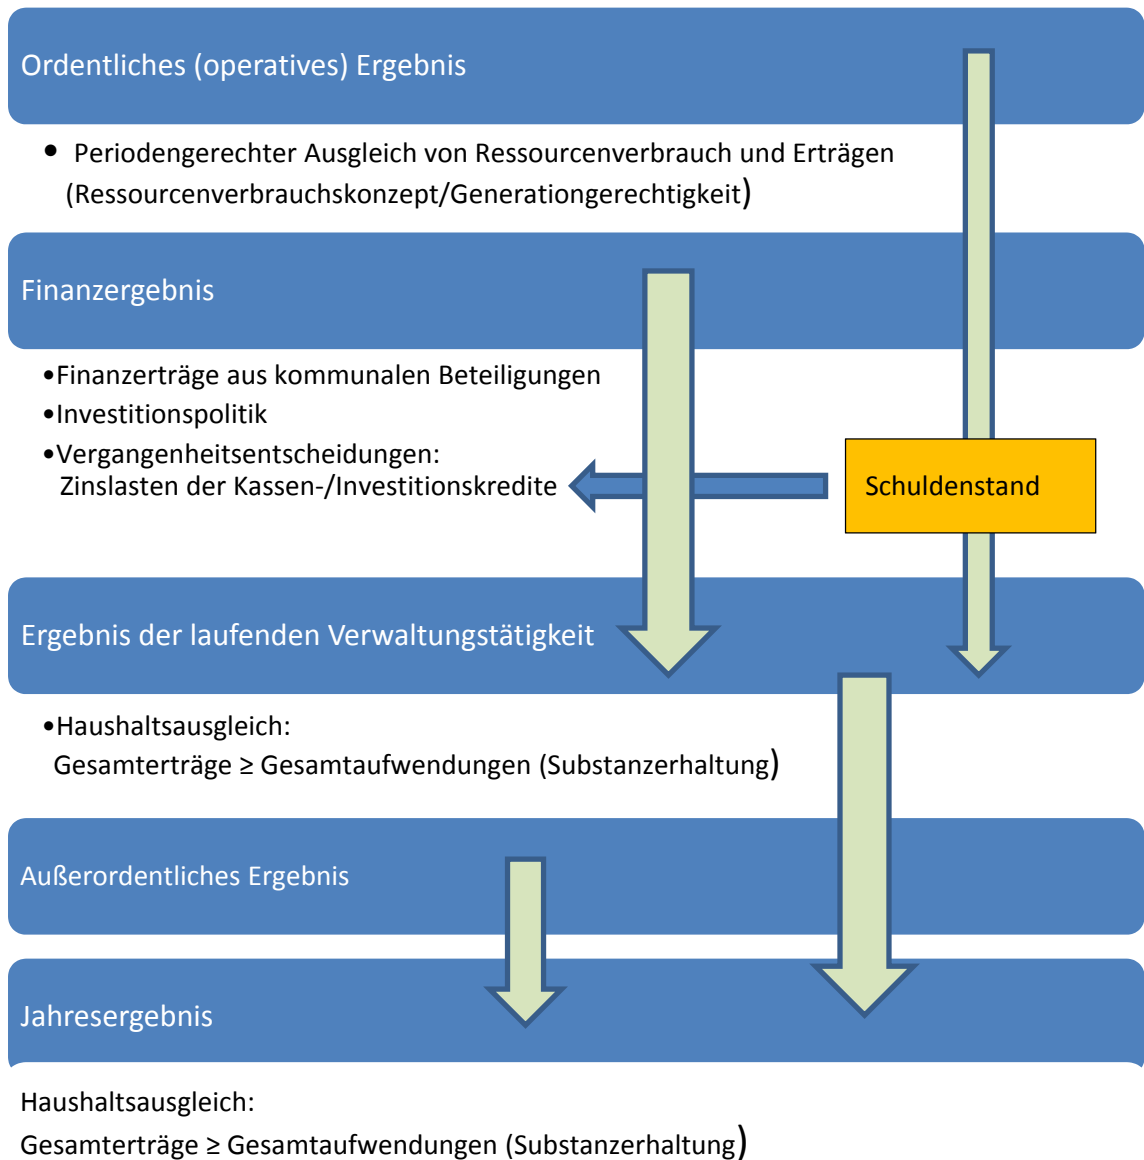 Ordentliches (operatives) Ergebnis
• Periodengerechter Ausgleich von Ressourcenverbrauch und Erträgen
(Ressourcenverbrauchskonzept/Generationgerechtigkeit)
Finanzergebnis
•Finanzerträge aus kommunalen Beteiligungen
•Investitionspolitik
•Vergangenheitsentscheidungen:
Zinslasten der Kassen-/Investitionskredite
Schuldenstand
Ergebnis der laufenden Verwaltungstätigkeit
•Haushaltsausgleich:
Gesamterträge ≥ Gesamtaufwendungen (Substanzerhaltung)
Außerordentliches Ergebnis
Jahresergebnis
Haushaltsausgleich:
Gesamterträge ≥ Gesamtaufwendungen (Substanzerhaltung)